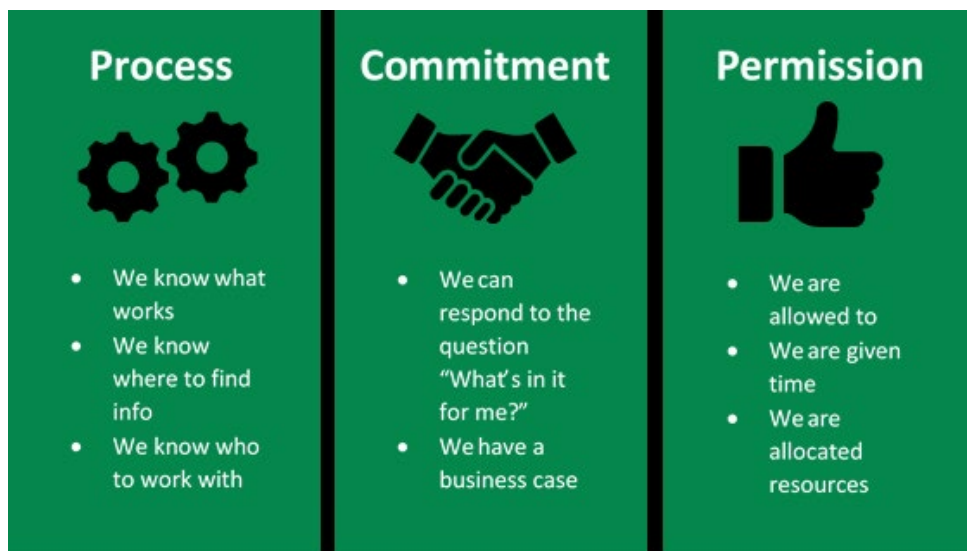 Process
• We know what
works
• We know
where to find
info
• We know who
to work with
Commitment
• We can
respond to the
question
“What's in it
for me?”
• We have a
business case
Permission
• We are
allowed to
• We are given
time
• We are
allocated
resources